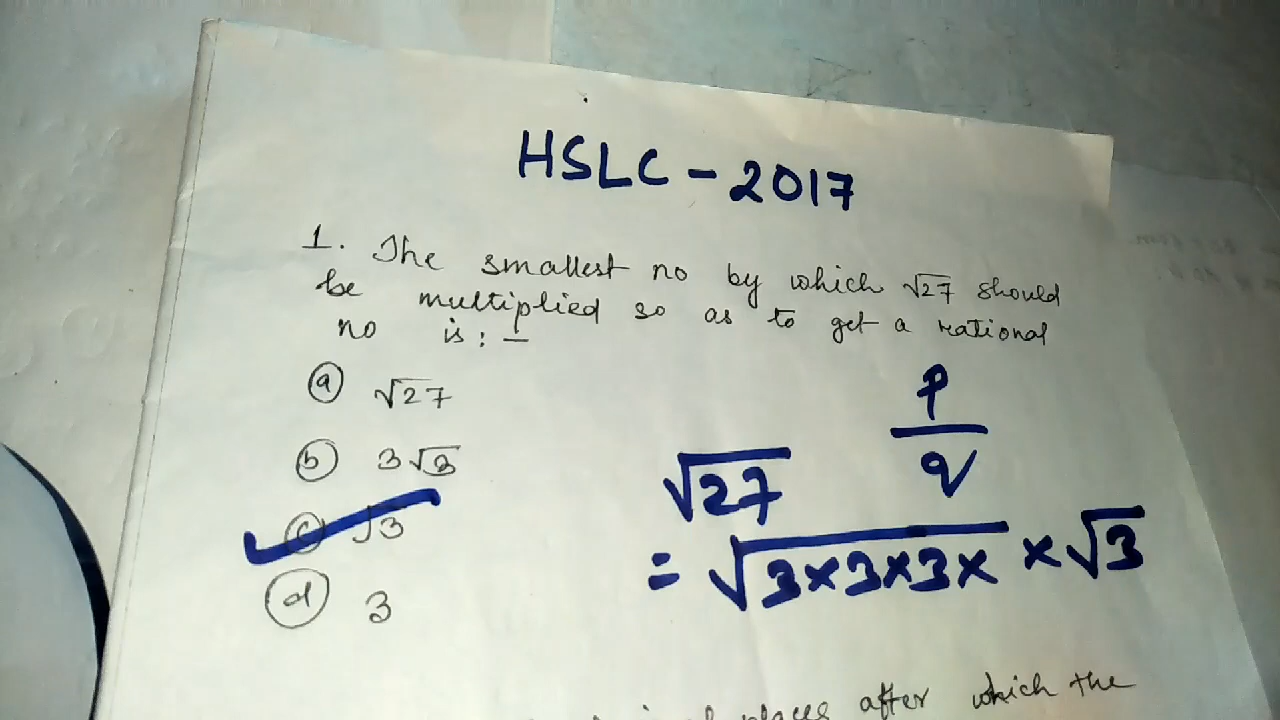 HSLC - 2017
1. The smallest no by which √27 should
be multiplied so as to get a rational
no is: -
(a) √27
(b) 3√3
(c) √3
(d) 3
p
q
√27
= √3×3×3× × √3
places after which the